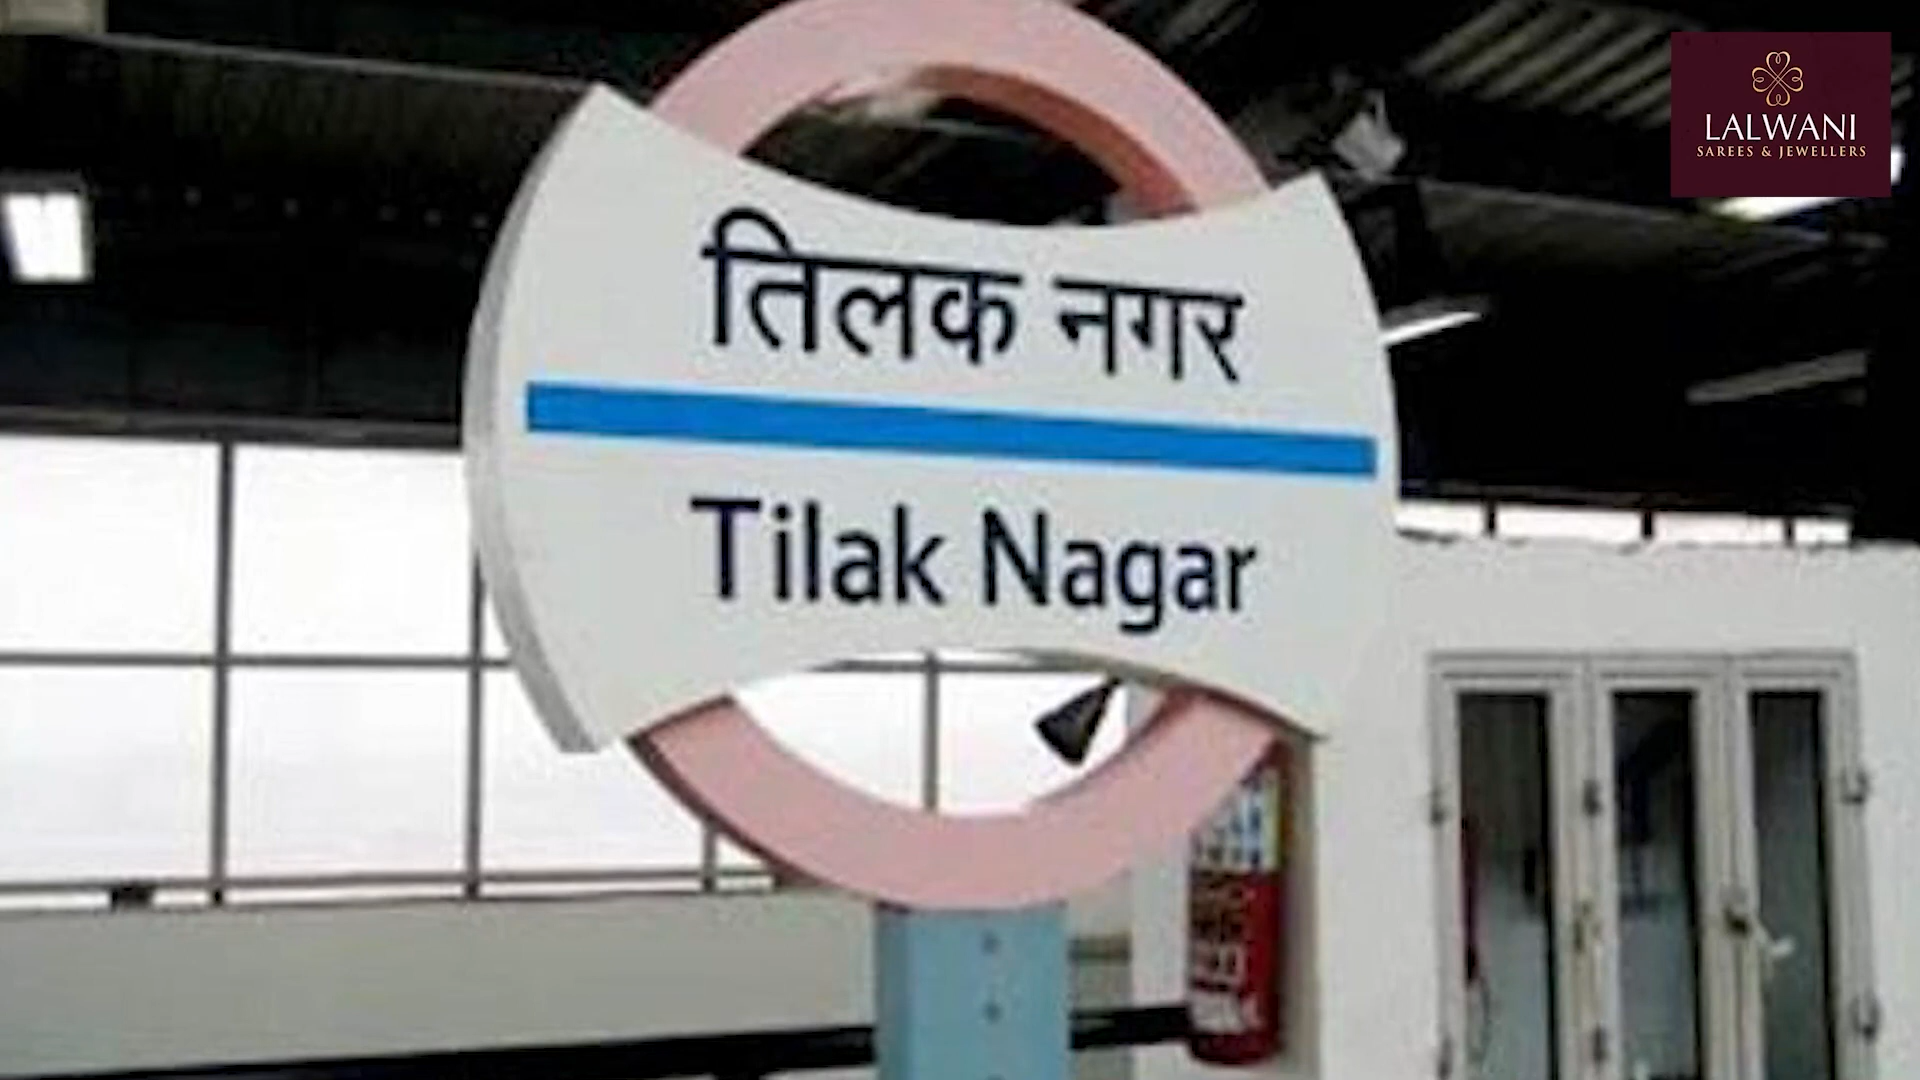 LALWANI
SAREES & JEWELLERS
तिलक नगर
Tilak Nagar